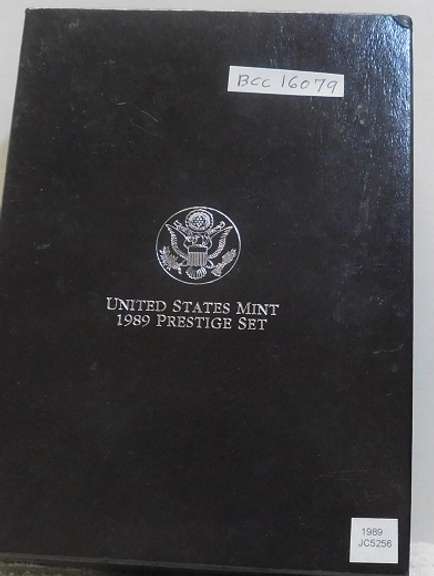 BCC 16079
UNITED STATES MINT
1989 PRESTIGE SET
1989
JC5256